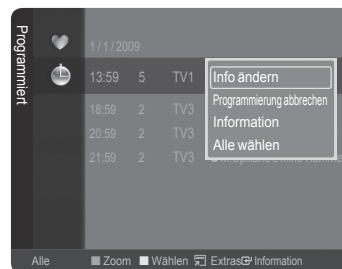 Programmiert
1 / 1 / 2009
13:59 5 TV1
18:59 2 TV3
20:59 2 TV3
21:59 2 TV3
Info ändern
Programmierung abbrechen
Information
Alle wählen
Alle Zoom Wählen Extras Information